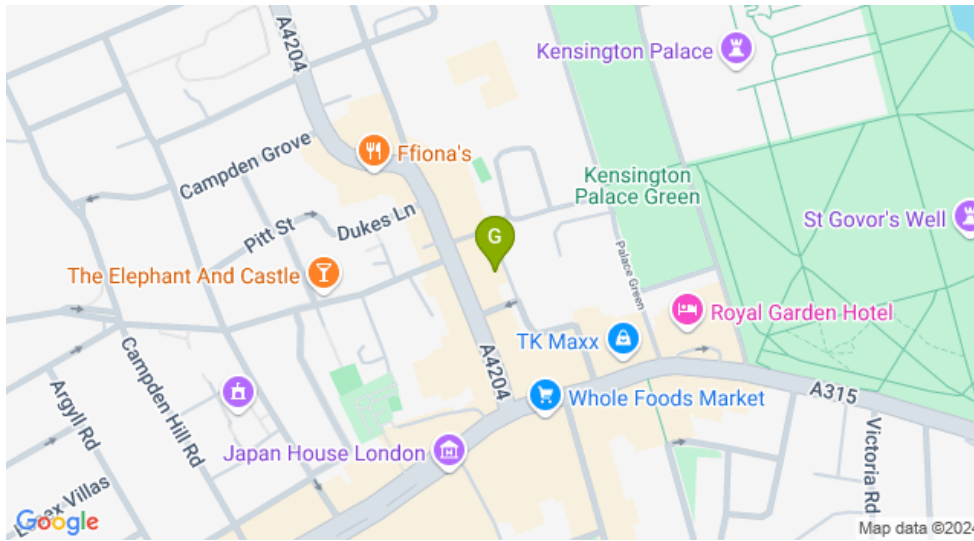 A4204
Kensington Palace
Campden Grove
Ffiona's
Kensington
Palace Green
St Govor's Well
Pitt St
Dukes Ln
G
The Elephant And Castle
Palace Green
Royal Garden Hotel
TK Maxx
A4204
Campden Hill Rd
Argyll Rd
Whole Foods Market
A315
Victoria Rd
Japan House London
Villas
Google
Map data ©2024